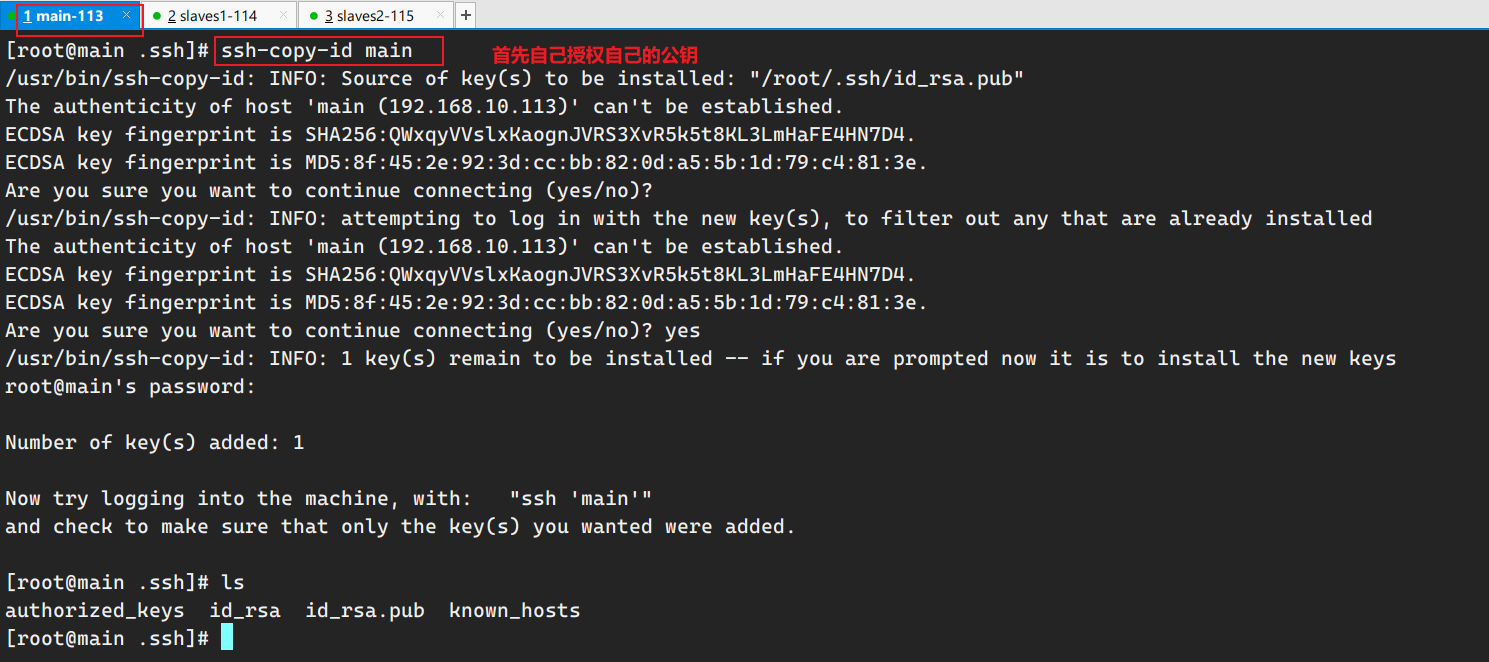 1 main-113 × 2 slaves1-114 × 3 slaves2-115 × +
[root@main .ssh]# ssh-copy-id main 首先自己授权自己的公钥
/usr/bin/ssh-copy-id: INFO: Source of key(s) to be installed: "/root/.ssh/id_rsa.pub"
The authenticity of host 'main (192.168.10.113)' can't be established.
ECDSA key fingerprint is SHA256:QWxqyVVslxKaognJVRS3XvR5k5t8KL3LmHaFE4HN7D4.
ECDSA key fingerprint is MD5:8f:45:2e:92:3d:cc:bb:82:0d:a5:5b:1d:79:c4:81:3e.
Are you sure you want to continue connecting (yes/no)?
/usr/bin/ssh-copy-id: INFO: attempting to log in with the new key(s), to filter out any that are already installed
The authenticity of host 'main (192.168.10.113)' can't be established.
ECDSA key fingerprint is SHA256:QWxqyVVslxKaognJVRS3XvR5k5t8KL3LmHaFE4HN7D4.
ECDSA key fingerprint is MD5:8f:45:2e:92:3d:cc:bb:82:0d:a5:5b:1d:79:c4:81:3e.
Are you sure you want to continue connecting (yes/no)? yes
/usr/bin/ssh-copy-id: INFO: 1 key(s) remain to be installed -- if you are prompted now it is to install the new keys
root@main's password:
Number of key(s) added: 1
Now try logging into the machine, with:   "ssh 'main'"
and check to make sure that only the key(s) you wanted were added.
[root@main .ssh]# ls
authorized_keys  id_rsa  id_rsa.pub  known_hosts
[root@main .ssh]#